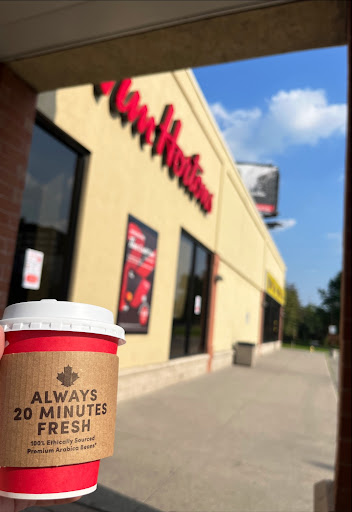 Tim Hortons
ALWAYS
20 MINUTES
FRESH
100% Ethically Sourced
Premium Arabica Beans*